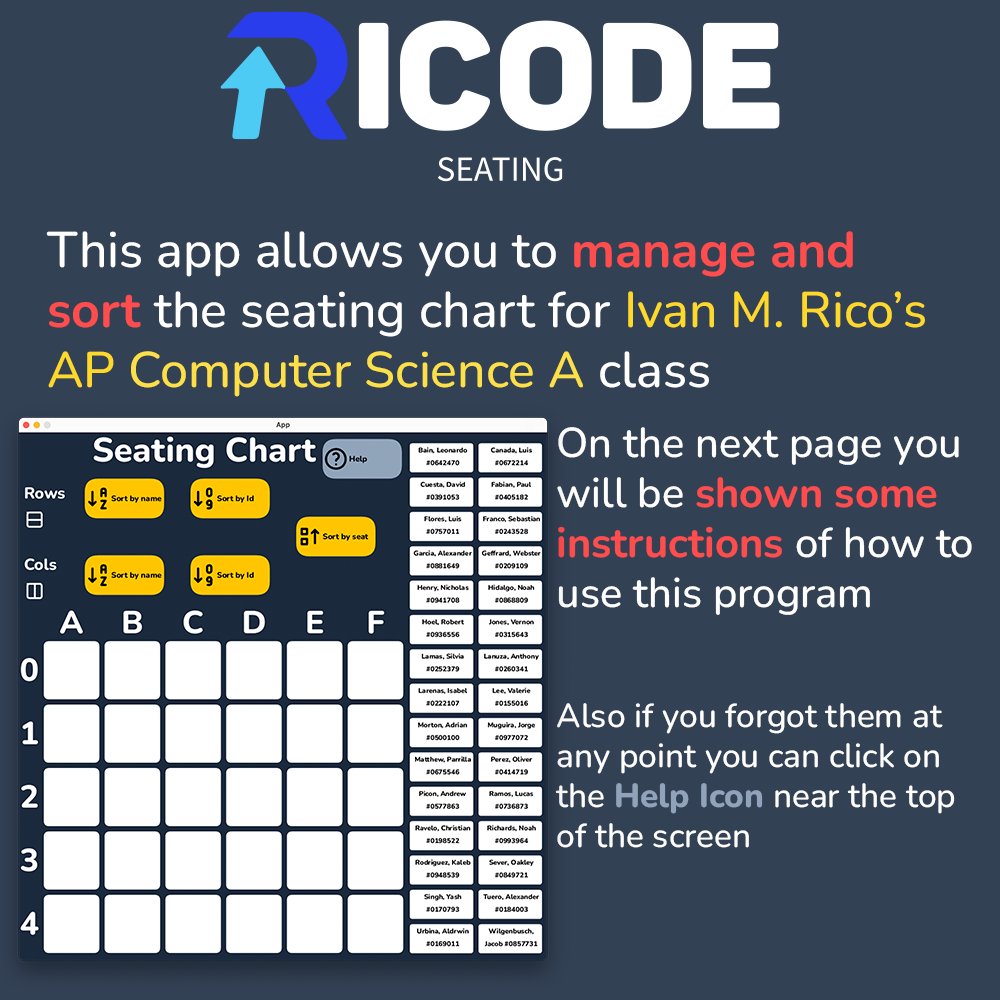 RICODE
SEATING
This app allows you to manage and
sort the seating chart for Ivan M. Rico’s
AP Computer Science A class
App
Seating Chart
Help
Rows
Sort by name
Sort by Id
Sort by seat
Cols
Sort by name
Sort by Id
A B C D E F
0
1
2
3
4
Bain, Leonardo
#0642470
Canada, Luis
#0672214
Cuesta, David
#0391053
Fabian, Paul
#0405182
Flores, Luis
#0757011
Franco, Sebastian
#0243528
Garcia, Alexander
#0881649
Geffrard, Webster
#0209109
Henry, Nicholas
#0941708
Hidalgo, Noah
#0868809
Hoel, Robert
#0936556
Jones, Vernon
#0315643
Lamas, Silvia
#0252379
Lanuza, Anthony
#0260341
Larenas, Isabel
#0222107
Lee, Valerie
#0155016
Morton, Adrian
#0500100
Muguira, Jorge
#0977072
Matthew, Parrilla
#0675546
Perez, Oliver
#0414719
Picon, Andrew
#0577863
Ramos, Lucas
#0736873
Ravelo, Christian
#0198522
Richards, Noah
#0993964
Rodriguez, Kaleb
#0948539
Sever, Oakley
#0849721
Singh, Yash
#0170793
Tuero, Alexander
#0184003
Urbina, Aldrwin
#0169011
Wilgenbusch,
Jacob #0857731
On the next page you
will be shown some
instructions of how to
use this program
Also if you forgot them at
any point you can click on
the Help Icon near the top
of the screen